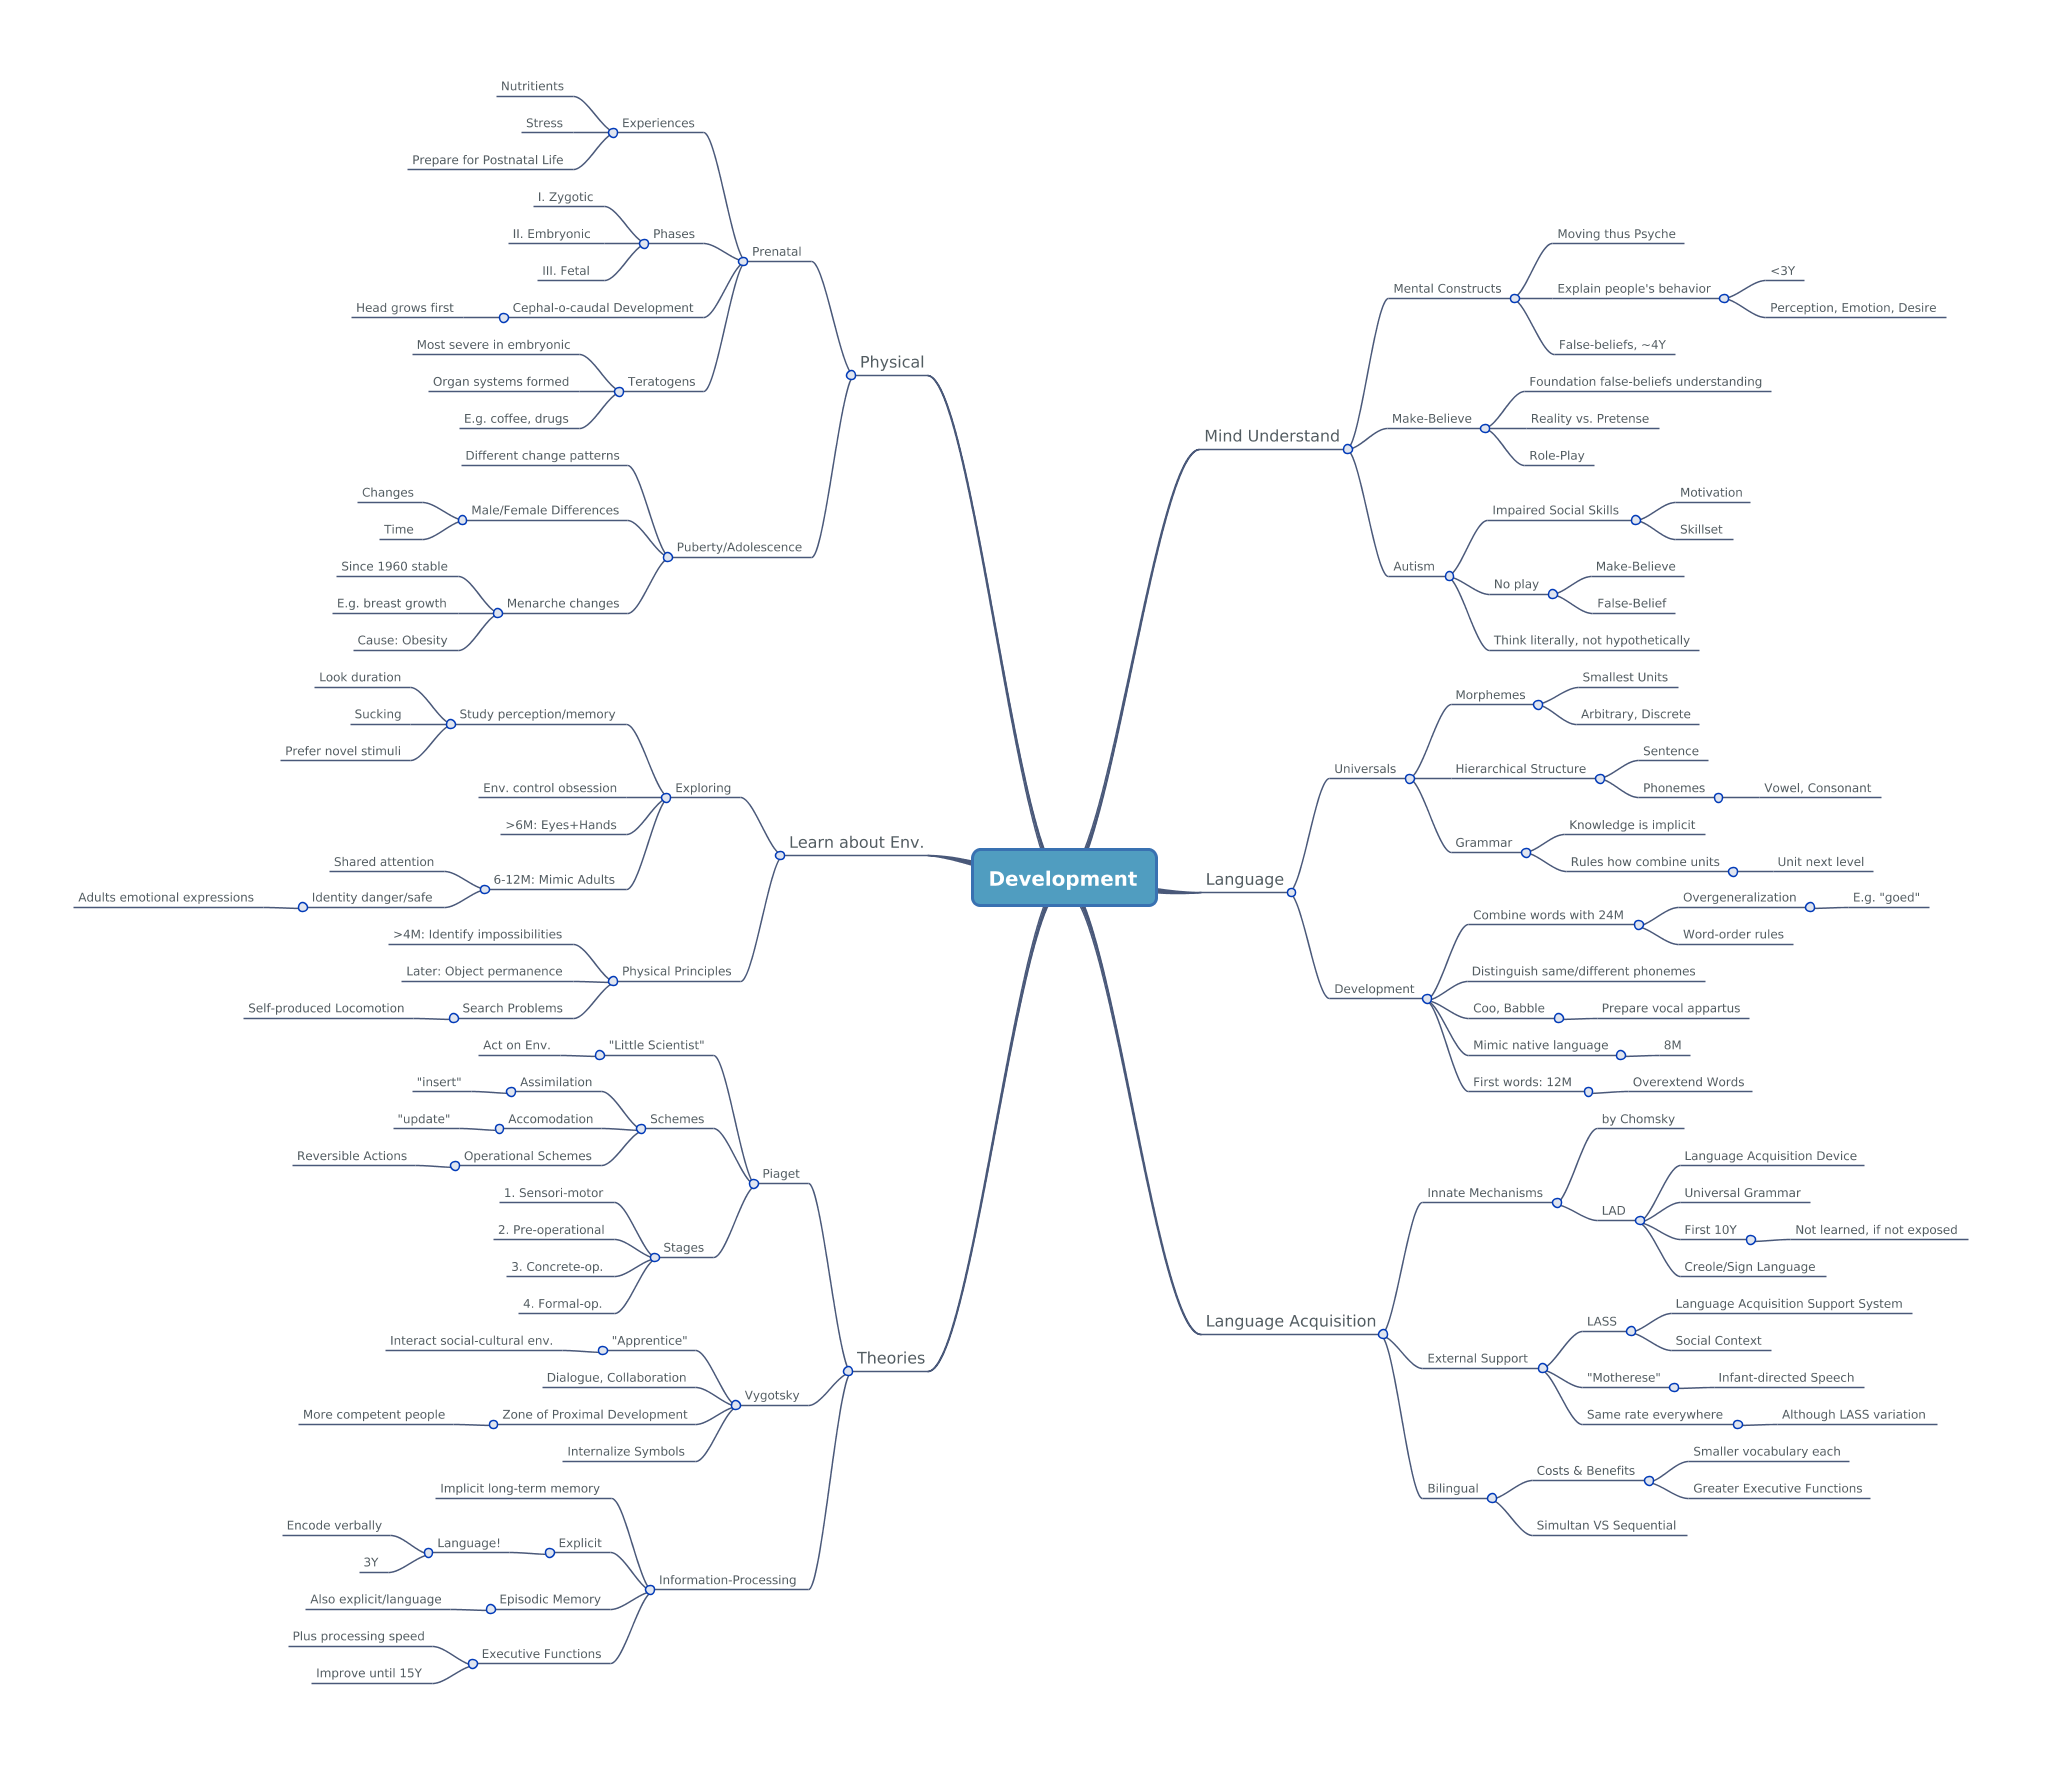 Development
Physical
Prenatal
Experiences
Nutritients
Stress
Prepare for Postnatal Life
Phases
I. Zygotic
II. Embryonic
III. Fetal
Cephal-o-caudal Development
Head grows first
Teratogens
Most severe in embryonic
Organ systems formed
E.g. coffee, drugs
Puberty/Adolescence
Different change patterns
Male/Female Differences
Changes
Time
Menarche changes
Since 1960 stable
E.g. breast growth
Cause: Obesity
Learn about Env.
Exploring
Study perception/memory
Look duration
Sucking
Prefer novel stimuli
Env. control obsession
>6M: Eyes+Hands
6-12M: Mimic Adults
Shared attention
Identity danger/safe
Adults emotional expressions
Physical Principles
>4M: Identify impossibilities
Later: Object permanence
Search Problems
Self-produced Locomotion
Theories
Piaget
"Little Scientist"
Act on Env.
Schemes
Assimilation
"insert"
Accomodation
"update"
Operational Schemes
Reversible Actions
Stages
1. Sensori-motor
2. Pre-operational
3. Concrete-op.
4. Formal-op.
Vygotsky
"Apprentice"
Interact social-cultural env.
Dialogue, Collaboration
Zone of Proximal Development
More competent people
Internalize Symbols
Information-Processing
Implicit long-term memory
Explicit
Language!
Encode verbally
3Y
Episodic Memory
Also explicit/language
Executive Functions
Plus processing speed
Improve until 15Y
Mind Understand
Mental Constructs
Moving thus Psyche
Explain people's behavior
<3Y
Perception, Emotion, Desire
False-beliefs, ~4Y
Make-Believe
Foundation false-beliefs understanding
Reality vs. Pretense
Role-Play
Autism
Impaired Social Skills
Motivation
Skillset
No play
Make-Believe
False-Belief
Think literally, not hypothetically
Language
Universals
Morphemes
Smallest Units
Arbitrary, Discrete
Hierarchical Structure
Sentence
Phonemes
Vowel, Consonant
Grammar
Knowledge is implicit
Rules how combine units
Unit next level
Development
Combine words with 24M
Overgeneralization
E.g. "goed"
Word-order rules
Distinguish same/different phonemes
Coo, Babble
Prepare vocal appartus
Mimic native language
8M
First words: 12M
Overextend Words
Language Acquisition
Innate Mechanisms
by Chomsky
LAD
Language Acquisition Device
Universal Grammar
First 10Y
Not learned, if not exposed
Creole/Sign Language
External Support
LASS
Language Acquisition Support System
Social Context
"Motherese"
Infant-directed Speech
Same rate everywhere
Although LASS variation
Bilingual
Costs & Benefits
Smaller vocabulary each
Greater Executive Functions
Simultan VS Sequential